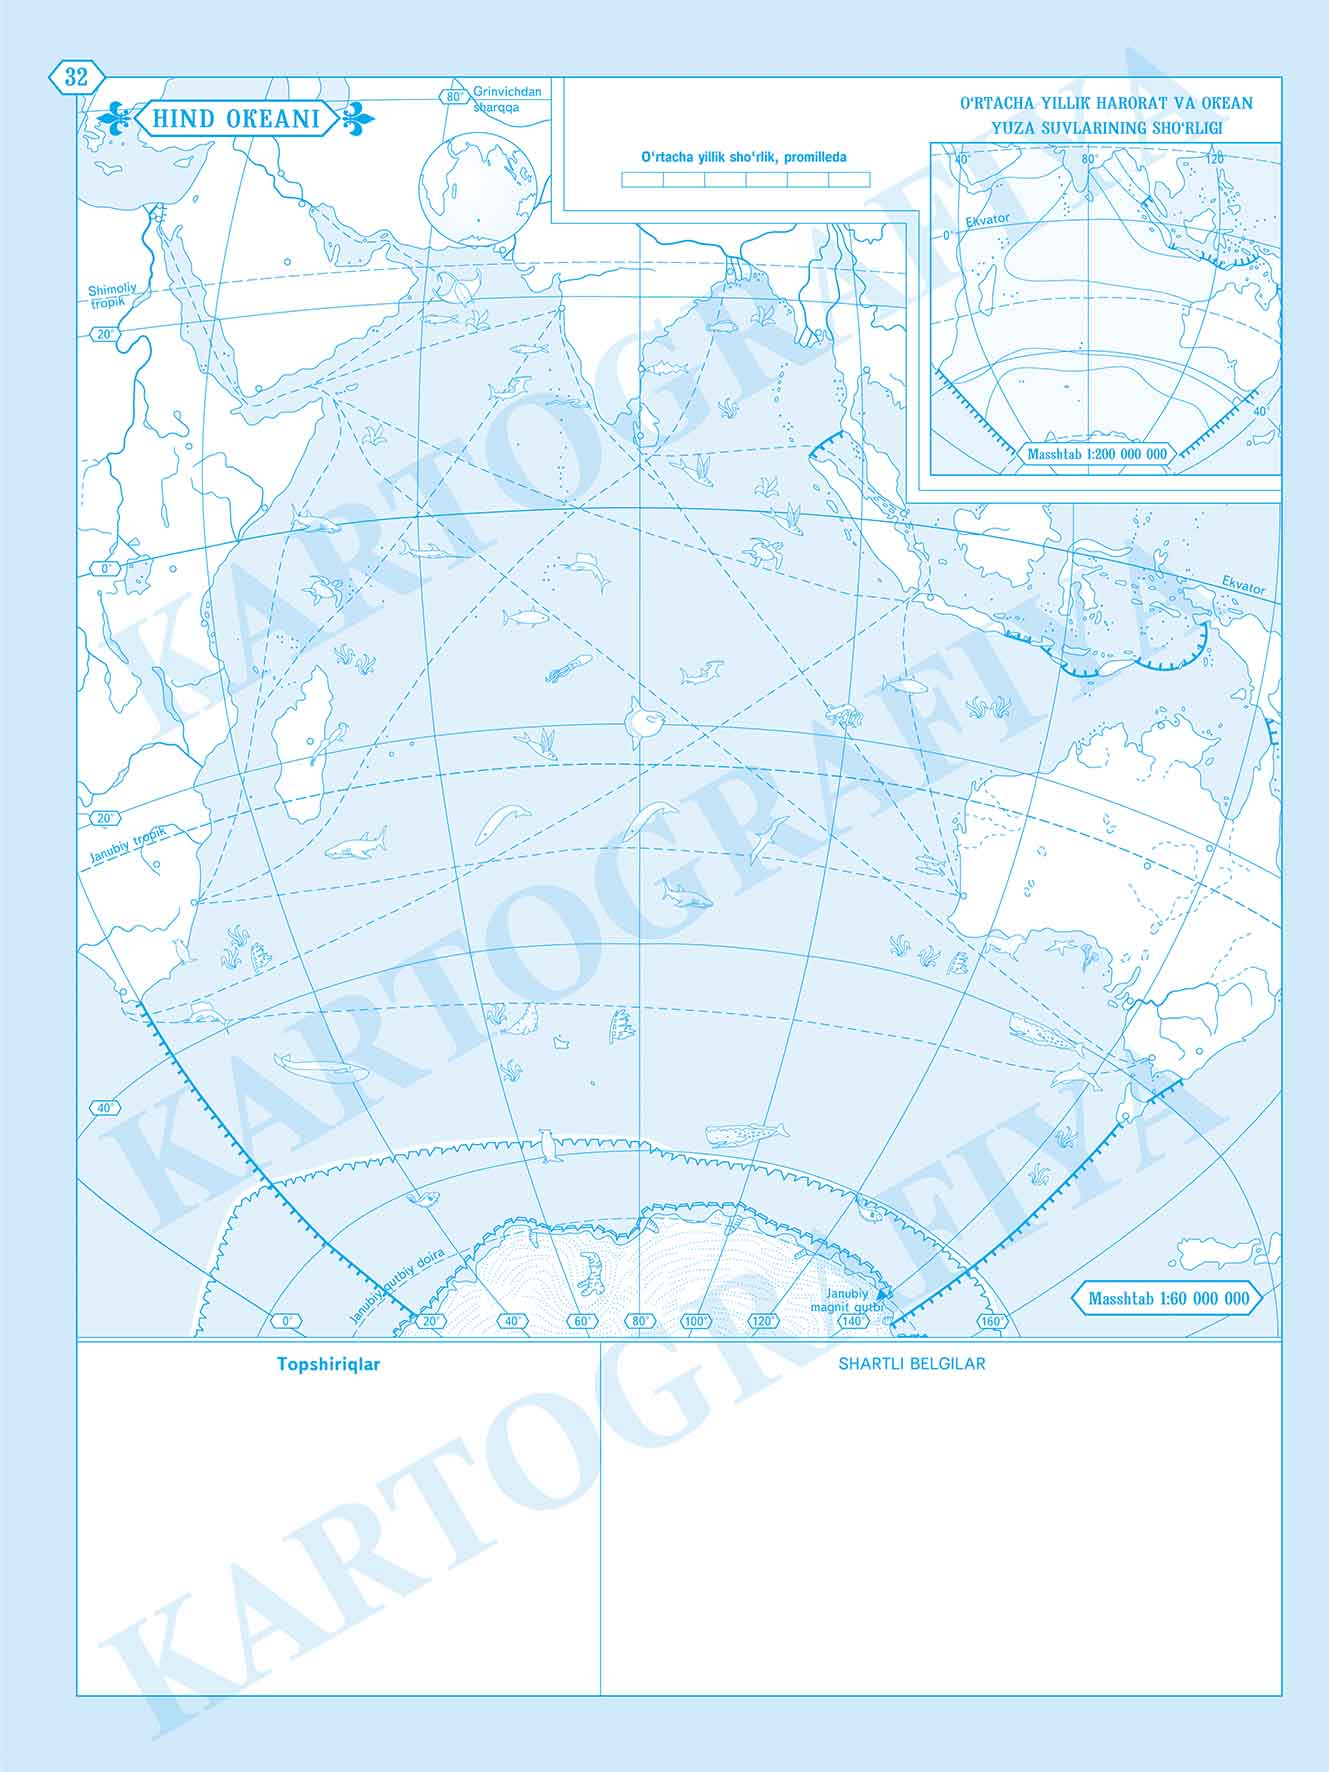 32
HIND OKEANI
80°
Grinvichdan
sharqqa
O‘RTACHA YILLIK HARORAT VA OKEAN
YUZA SUVLARINING SHO‘RLIGI
O‘rtacha yillik sho‘rlik, promilleda
40°
80°
120°
Ekvator
0°
40°
Masshtab 1:200 000 000
Shimoliy
tropik
20°
0°
Ekvator
20°
Janubiy tropik
40°
Janubiy qutbiy doira
Janubiy
magnit qutbi
0°
20°
40°
60°
80°
100°
120°
140°
160°
Masshtab 1:60 000 000
Topshiriqlar
SHARTLI BELGILAR
KARTOGRAFIYA
KARTOGRAFIYA
KARTOGRAFIYA